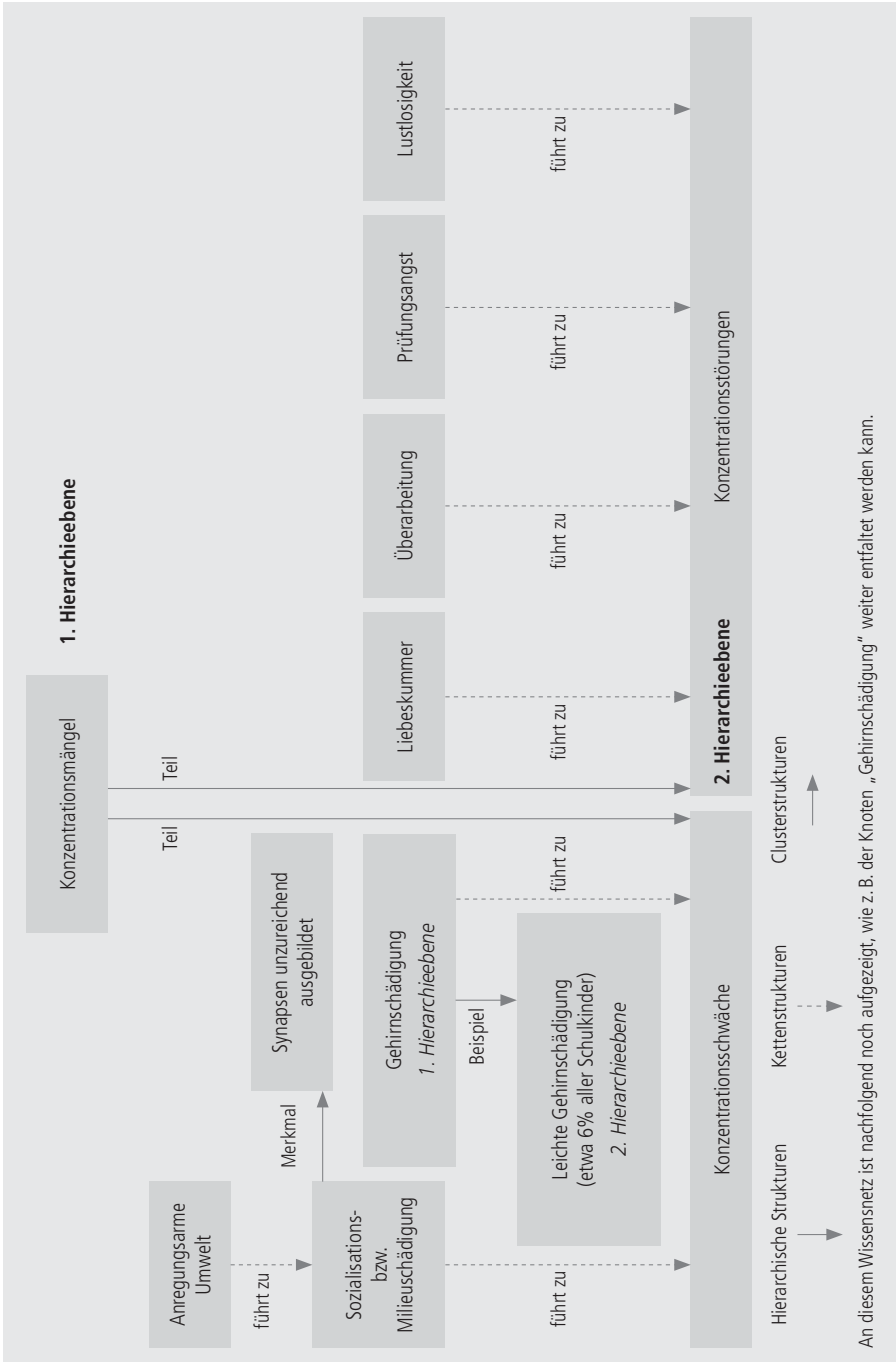 Konzentrationsmängel
1. Hierarchieebene
Teil
Teil
Anregungsarme
Umwelt
führt zu
Merkmal
Synapsen unzureichend
ausgebildet
Sozialisations-
bzw.
Milieuschädigung
Gehirnschädigung
1. Hierarchieebene
Liebeskummer
Überarbeitung
Prüfungsangst
Lustlosigkeit
Beispiel
Leichte Gehirnschädigung
(etwa 6% aller Schulkinder)
2. Hierarchieebene
führt zu
führt zu
führt zu
führt zu
führt zu
führt zu
Konzentrationsschwäche
2. Hierarchieebene
Konzentrationsstörungen
Hierarchische Strukturen
Kettenstrukturen
Clusterstrukturen
An diesem Wissensnetz ist nachfolgend noch aufgezeigt, wie z. B. der Knoten „Gehirnschädigung" weiter entfaltet werden kann.